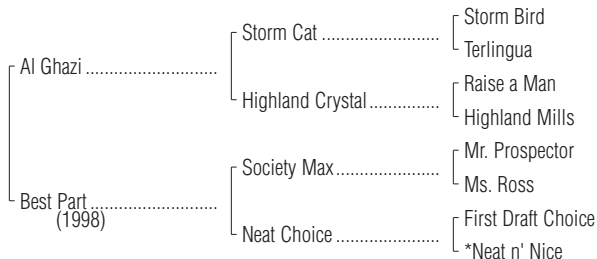 Storm Bird
Storm Cat ......................
Terlingua
Al Ghazi .........................
Raise a Man
Highland Crystal.............
Highland Mills
Mr. Prospector
Society Max...................
Ms. Ross
Best Part ........................
(1998)
First Draft Choice
Neat Choice ...................
*Neat n' Nice